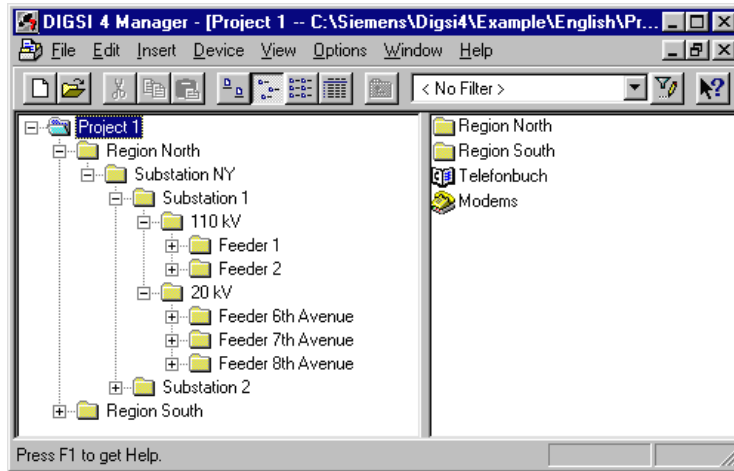 DIGSI 4 Manager - [Project 1 -- C:\Siemens\Digsi4\Example\English\Pr...
File Edit Insert Device View Options Window Help
< No Filter >
Project 1
Region North
Substation NY
Substation 1
110 kV
Feeder 1
Feeder 2
20 kV
Feeder 6th Avenue
Feeder 7th Avenue
Feeder 8th Avenue
Substation 2
Region South
Region North
Region South
Telefonbuch
Modems
Press F1 to get Help.